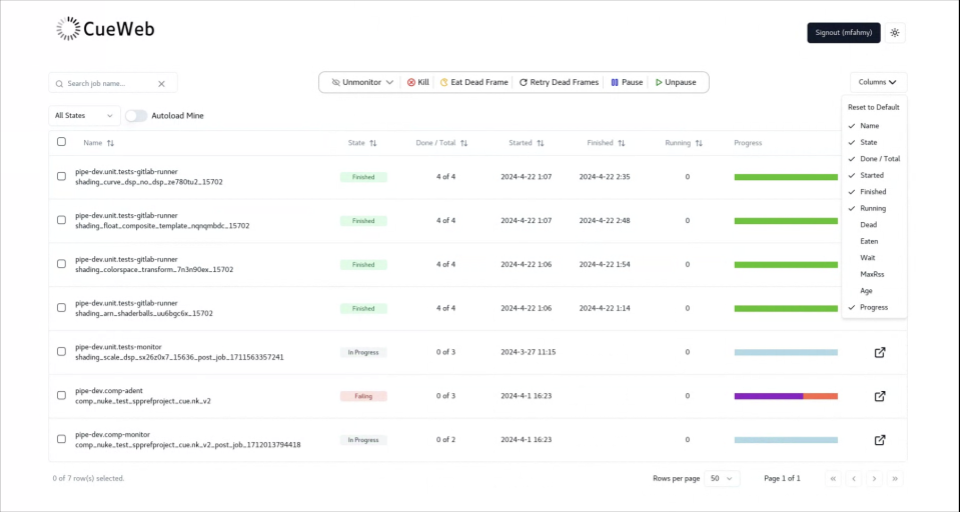 CueWeb
Signout (mfahmy)
Search job name...
Unmonitor
Kill
Eat Dead Frame
Retry Dead Frames
Pause
Unpause
Columns
All States
Autoload Mine
Reset to Default
Name
State
Done / Total
Started
Finished
Running
Dead
Eaten
Wait
MaxRss
Age
Progress
Name State Done / Total Started Finished Running Progress
pipe-dev.unit.tests-gitlab-runner
shading_curve_dsp_no_dsp_ze780tu2_15702
Finished 4 of 4 2024-4-22 1:07 2024-4-22 2:35 0
pipe-dev.unit.tests-gitlab-runner
shading_float_composite_template_nqnqmbdc_15702
Finished 4 of 4 2024-4-22 1:07 2024-4-22 2:48 0
pipe-dev.unit.tests-gitlab-runner
shading_colorspace_transform_7n3n90ex_15702
Finished 4 of 4 2024-4-22 1:06 2024-4-22 1:54 0
pipe-dev.unit.tests-gitlab-runner
shading_arn_shaderballs_uu6bgc6x_15702
Finished 4 of 4 2024-4-22 1:06 2024-4-22 1:14 0
pipe-dev.unit.tests-monitor
shading_scale_dsp_sx26z0x7_15636_post_job_1711563357241
In Progress 0 of 3 2024-3-27 11:15 0
pipe-dev.comp-adent
comp_nuke_test_spprefproject_cue.nk_v2
Failing 0 of 3 2024-4-1 16:23 0
pipe-dev.comp-monitor
comp_nuke_test_spprefproject_cue.nk_v2_post_job_1712013794418
In Progress 0 of 2 2024-4-1 16:23 0
0 of 7 row(s) selected.
Rows per page 50
Page 1 of 1